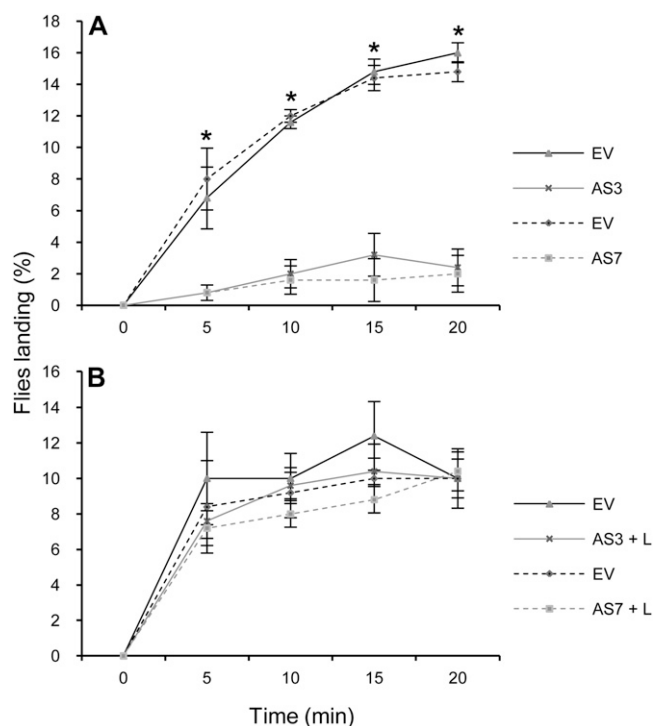 A
18
16
14
12
10
8
6
4
2
0
* * * *
0 5 10 15 20
EV
AS3
EV
AS7
Flies landing (%)
B
16
14
12
10
8
6
4
2
0
0 5 10 15 20
EV
AS3 + L
EV
AS7 + L
Time (min)